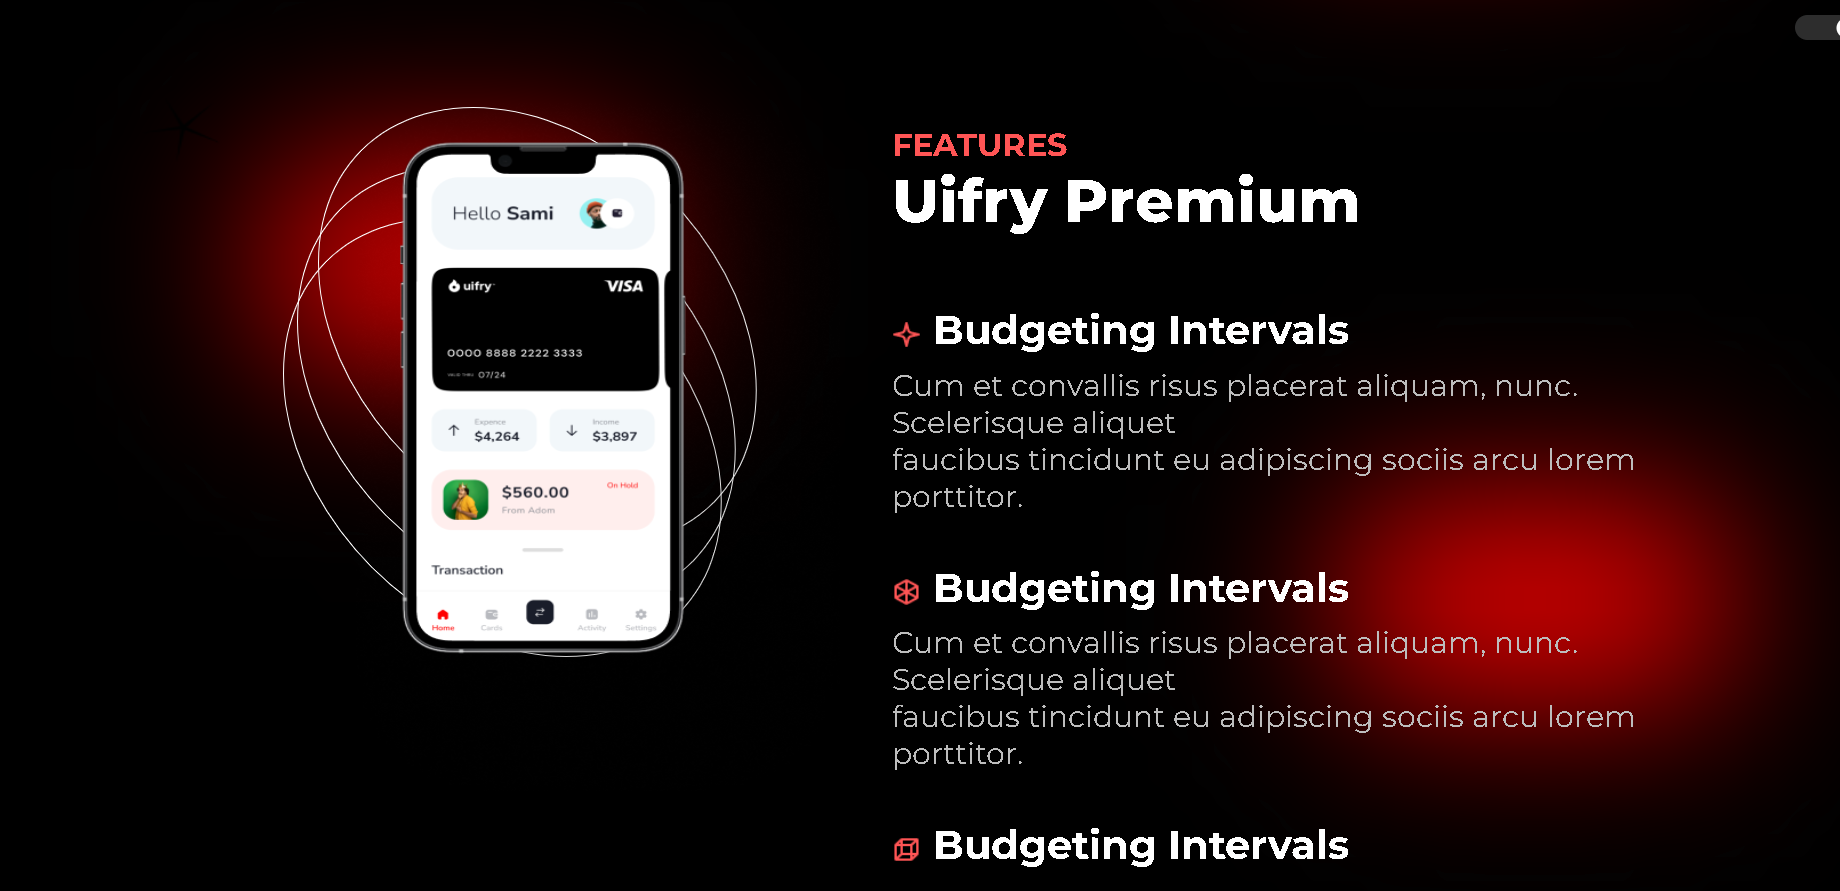 Hello Sami
uifry
VISA
0000 8888 2222 3333
VALID THRU 07/24
Expence
$4,264
Income
$3,897
$560.00
On Hold
From Adom
Transaction
Home
Cards
Activity
Settings
FEATURES
Uifry Premium
Budgeting Intervals
Cum et convallis risus placerat aliquam, nunc.
Scelerisque aliquet
faucibus tincidunt eu adipiscing sociis arcu lorem
porttitor.
Budgeting Intervals
Cum et convallis risus placerat aliquam, nunc.
Scelerisque aliquet
faucibus tincidunt eu adipiscing sociis arcu lorem
porttitor.
Budgeting Intervals